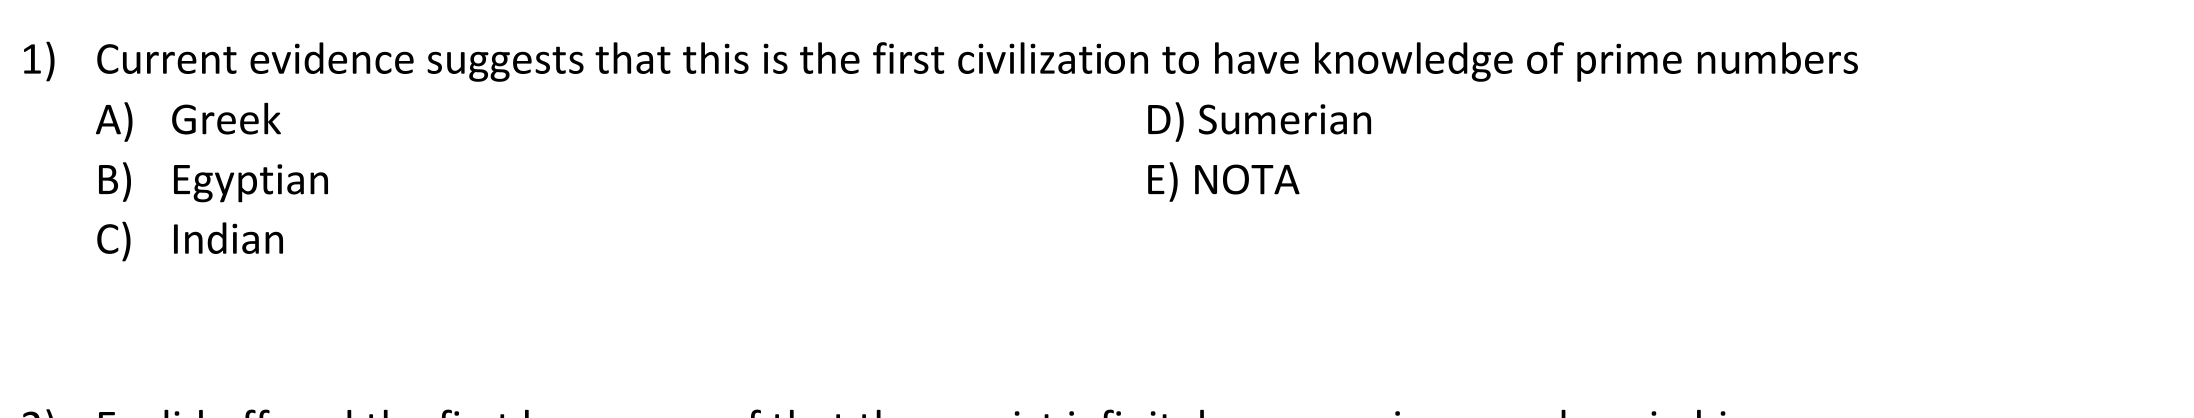 1) Current evidence suggests that this is the first civilization to have knowledge of prime numbers
A) Greek
B) Egyptian
C) Indian
D) Sumerian
E) NOTA